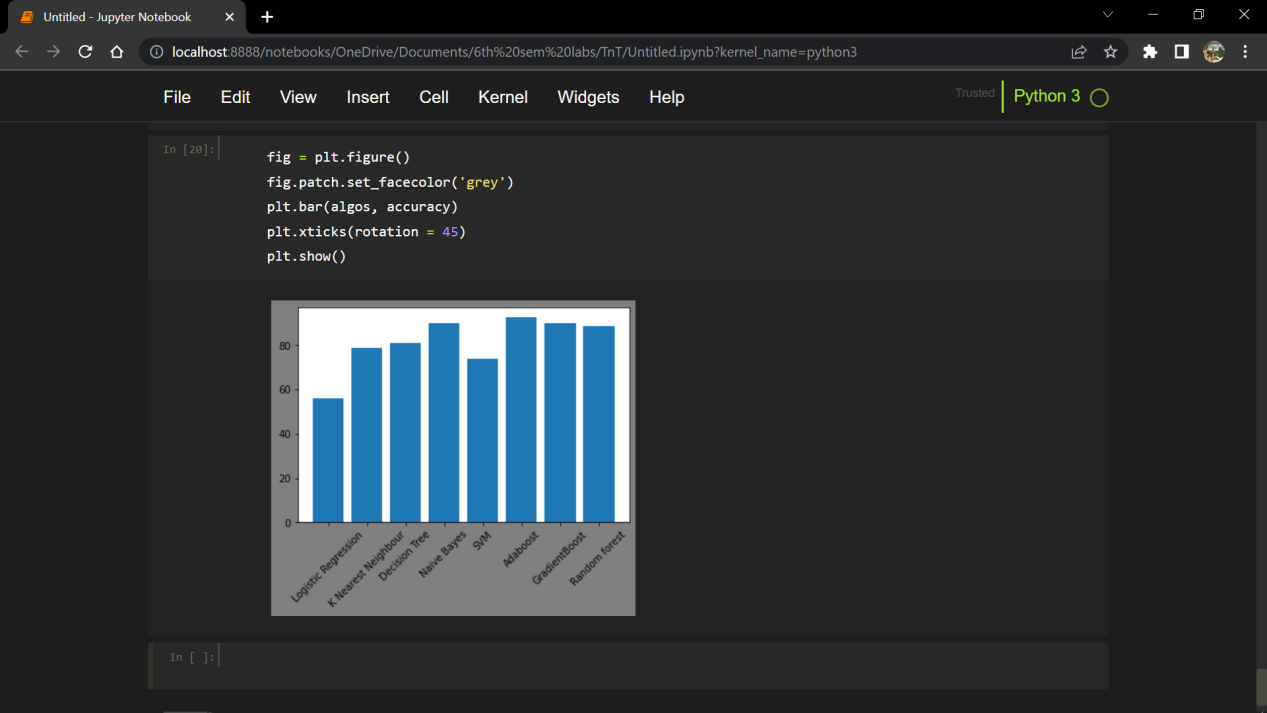 Untitled - Jupyter Notebook
localhost:8888/notebooks/OneDrive/Documents/6th%20sem%20labs/TnT/Untitled.ipynb?kernel_name=python3
File Edit View Insert Cell Kernel Widgets Help Trusted Python 3
In [20]:
fig = plt.figure()
fig.patch.set_facecolor('grey')
plt.bar(algos, accuracy)
plt.xticks(rotation = 45)
plt.show()
80
60
40
20
0
Logistic Regression
K Nearest Neighbour
Decision Tree
Naive Bayes
SVM
Adaboost
GradientBoost
Random forest
In [ ]: